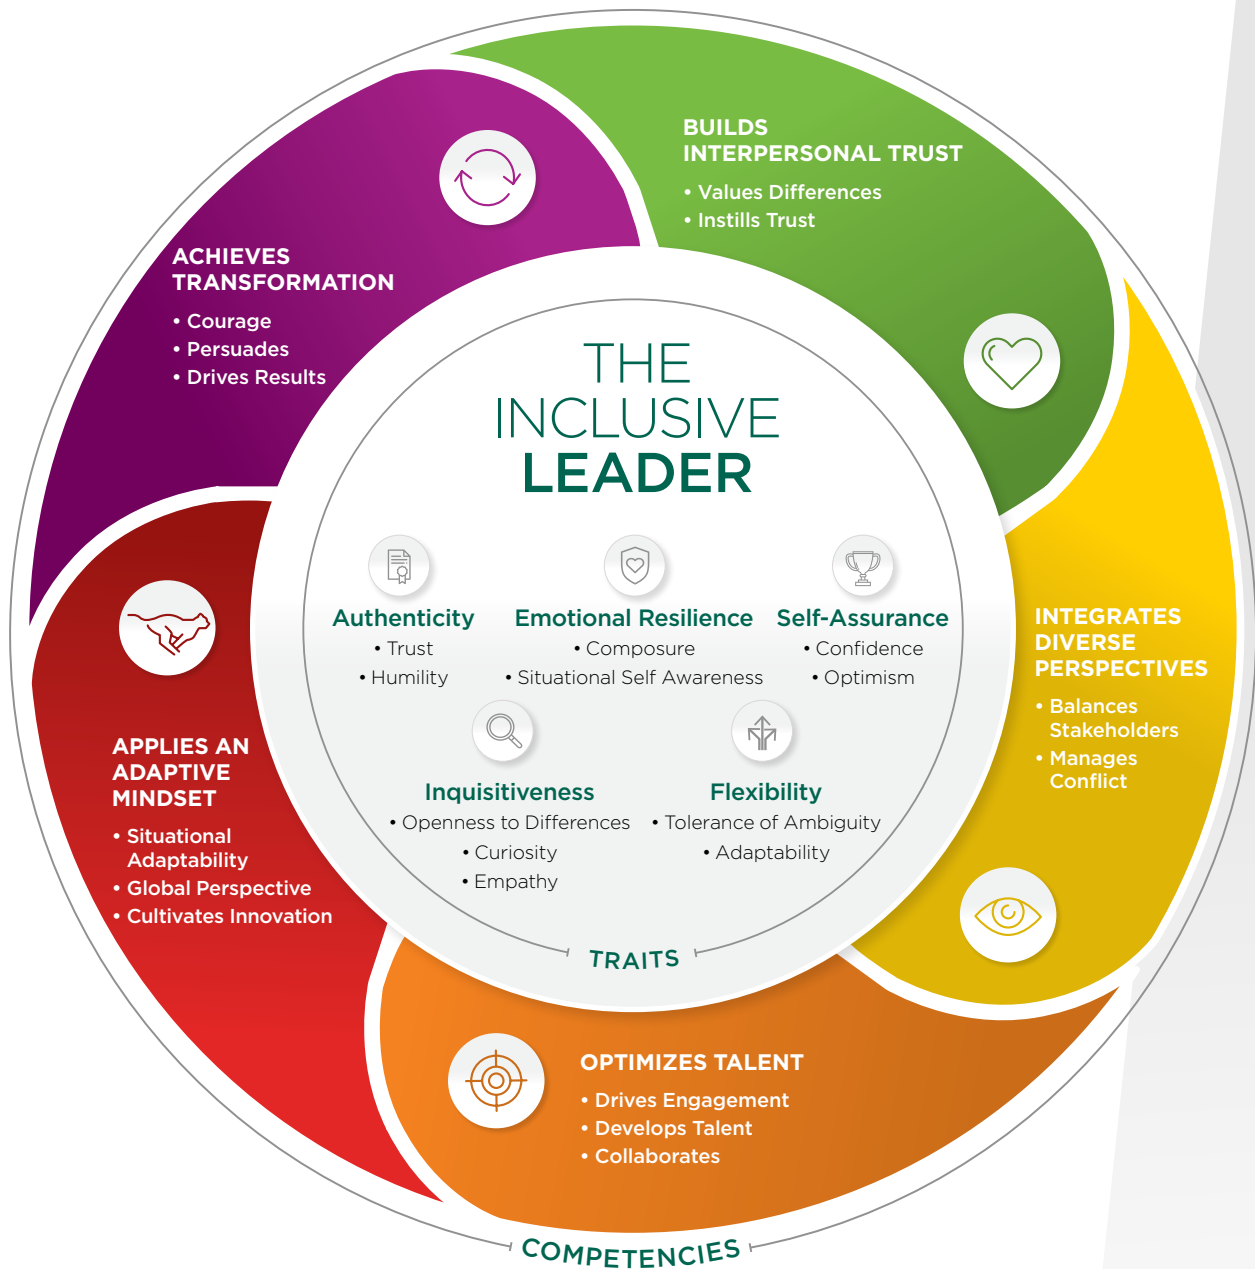 BUILDS
INTERPERSONAL TRUST
• Values Differences
• Instills Trust
ACHIEVES
TRANSFORMATION
• Courage
• Persuades
• Drives Results
THE
INCLUSIVE
LEADER
Authenticity
• Trust
• Humility
Emotional Resilience
• Composure
• Situational Self Awareness
Self-Assurance
• Confidence
• Optimism
Inquisitiveness
• Openness to Differences
• Curiosity
• Empathy
Flexibility
• Tolerance of Ambiguity
• Adaptability
TRAITS
INTEGRATES
DIVERSE
PERSPECTIVES
• Balances
Stakeholders
• Manages
Conflict
APPLIES AN
ADAPTIVE
MINDSET
• Situational
Adaptability
• Global Perspective
• Cultivates Innovation
OPTIMIZES TALENT
• Drives Engagement
• Develops Talent
• Collaborates
COMPETENCIES